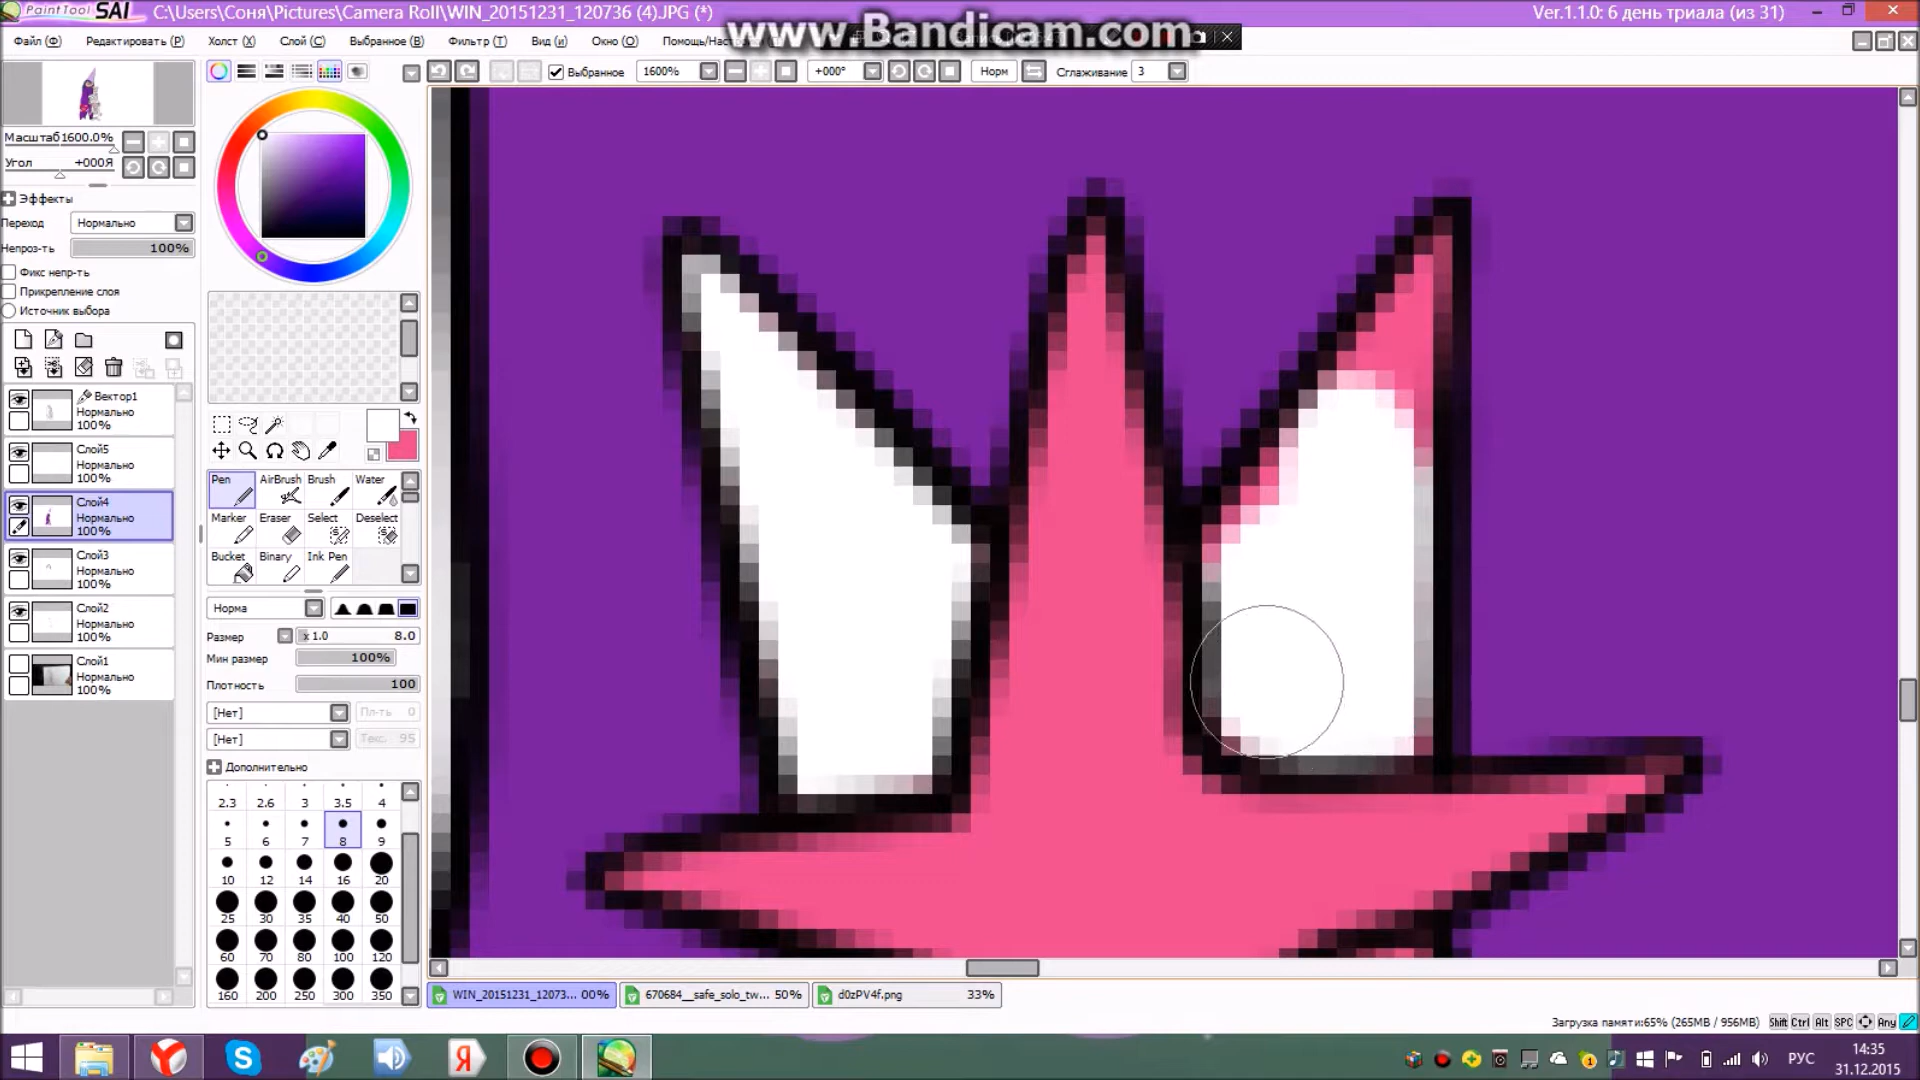 PaintTool SAI C:\Users\Соня\Pictures\Camera Roll\WIN_20151231_120736 (4).JPG (*)
www.Bandicam.com
Ver.1.1.0: 6 день триала (из 31)
Файл (Ф) Редактировать (P) Холст (X) Слой (C) Выбранное (B) Фильтр (T) Вид (и) Окно (O)
Выбранное 1600% +000° Норм Сглаживание 3
Масштаб 1600.0%
Угол +000Я
Эффекты
Переход Нормально
Непроз-ть 100%
Фикс непр-ть
Прикрепление слоя
Источник выбора
Вектор1
Нормально
100%
Слой5
Нормально
100%
Слой4
Нормально
100%
Слой3
Нормально
100%
Слой2
Нормально
100%
Слой1
Нормально
100%
Pen AirBrush Brush Water
Marker Eraser Select Deselect
Bucket Binary Ink Pen
Норма
Размер x 1.0 8.0
Мин размер 100%
Плотность 100
[Нет] Пл-ть 0
[Нет] Текс. 95
Дополнительно
2.3 2.6 3 3.5 4
5 6 7 8 9
10 12 14 16 20
25 30 35 40 50
60 70 80 100 120
160 200 250 300 350
WIN_20151231_12073... 00% 670684__safe_solo_tw... 50% d0zPV4f.png 33%
Загрузка памяти:65% (265MB / 956MB) Shift Ctrl Alt SPC Any
РУС
14:35
31.12.2015